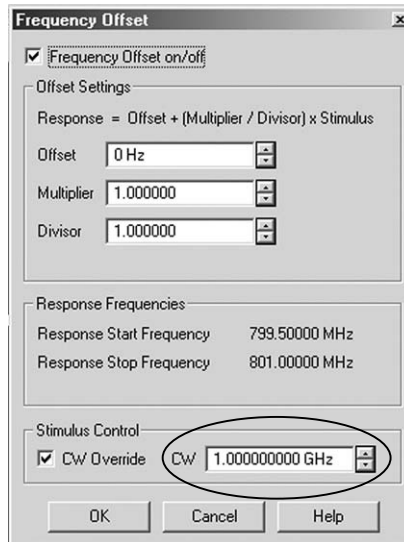 Frequency Offset
Frequency Offset on/off
Offset Settings
Response = Offset + (Multiplier / Divisor) x Stimulus
Offset 0 Hz
Multiplier 1.000000
Divisor 1.000000
Response Frequencies
Response Start Frequency 799.50000 MHz
Response Stop Frequency 801.00000 MHz
Stimulus Control
CW Override CW 1.000000000 GHz
OK Cancel Help